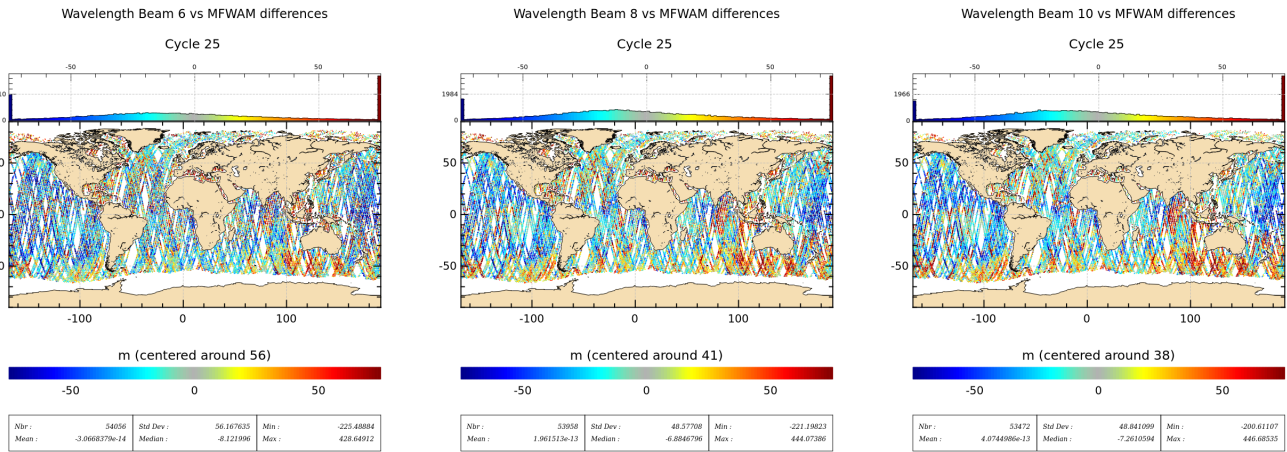 Wavelength Beam 6 vs MFWAM differences
Cycle 25
-50 0 50
0
-100 0 100
m (centered around 56)
-50 0 50
Nbr : 54056 Std Dev : 56.167635 Min : -225.48884
Mean : -3.0668379e-14 Median : -8.121996 Max : 428.64912
Wavelength Beam 8 vs MFWAM differences
Cycle 25
-50 0 50
1984
0
50
0
-50
-100 0 100
m (centered around 41)
-50 0 50
Nbr : 53958 Std Dev : 48.57708 Min : -221.19823
Mean : 1.961513e-13 Median : -6.8846796 Max : 444.07386
Wavelength Beam 10 vs MFWAM differences
Cycle 25
-50 0 50
1966
0
50
0
-50
-100 0 100
m (centered around 38)
-50 0 50
Nbr : 53472 Std Dev : 48.841099 Min : -200.61107
Mean : 4.0744986e-13 Median : -7.2610594 Max : 446.68535